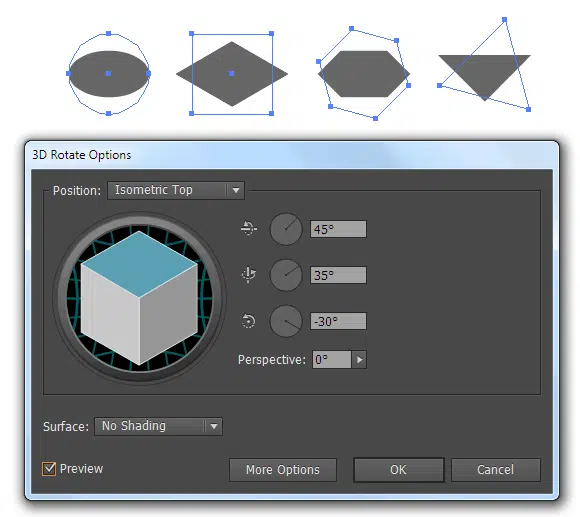 3D Rotate Options
Position: Isometric Top
45°
35°
-30°
Perspective: 0°
Surface: No Shading
Preview More Options OK Cancel